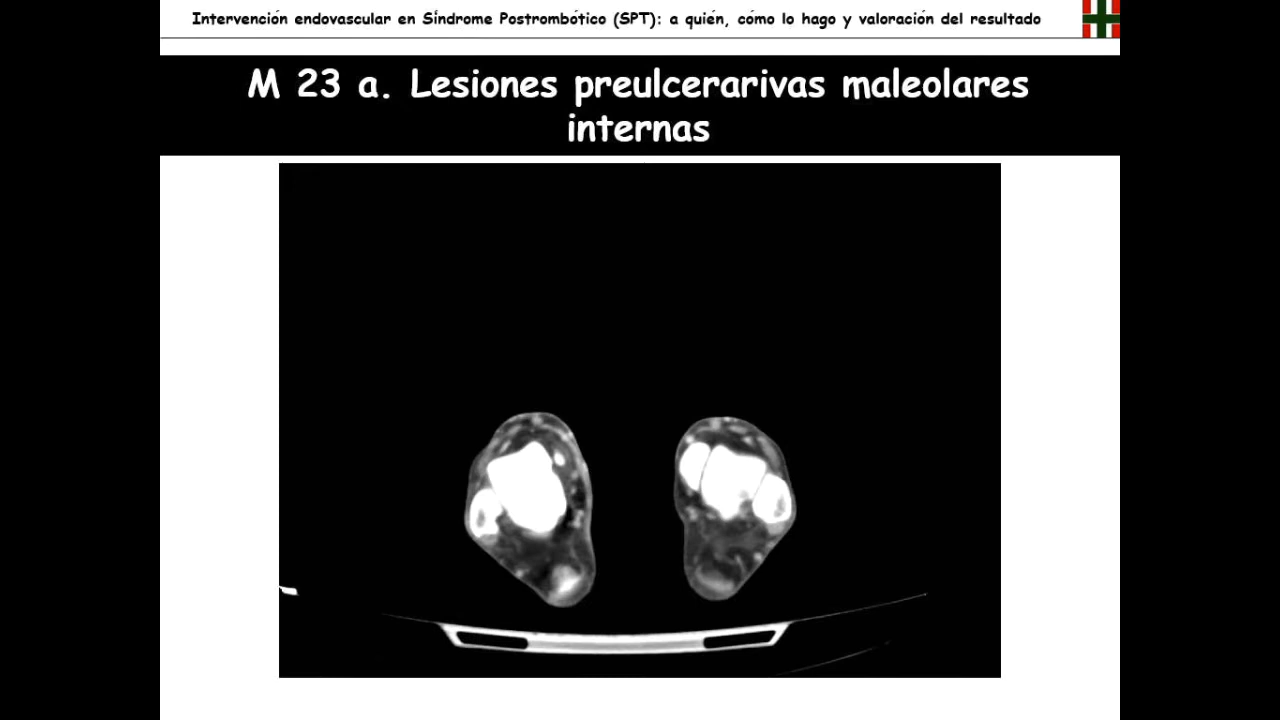 Intervención endovascular en Síndrome Postrombótico (SPT): a quién, cómo lo hago y valoración del resultado
M 23 a. Lesiones preulcerarivas maleolares
internas